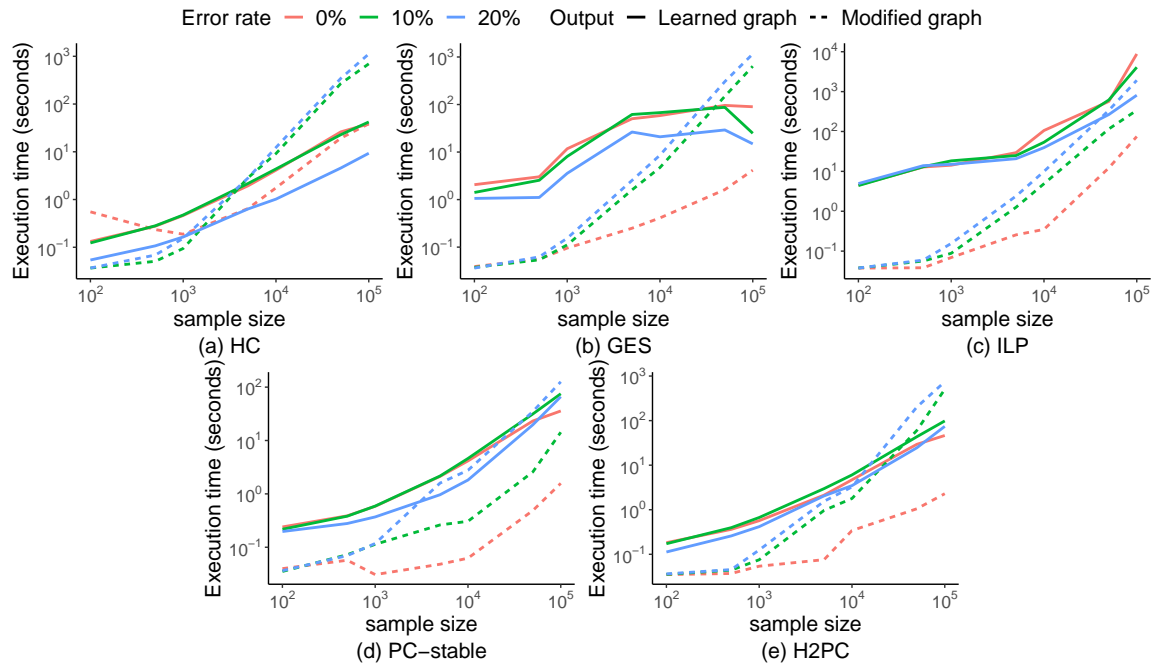 Error rate 0% 10% 20% Output Learned graph Modified graph
Execution time (seconds)
10^3
10^2
10^1
10^0
10^−1
10^2 10^3 10^4 10^5
sample size
(a) HC
Execution time (seconds)
10^3
10^2
10^1
10^0
10^−1
10^2 10^3 10^4 10^5
sample size
(b) GES
Execution time (seconds)
10^4
10^3
10^2
10^1
10^0
10^−1
10^2 10^3 10^4 10^5
sample size
(c) ILP
Execution time (seconds)
10^2
10^1
10^0
10^−1
10^2 10^3 10^4 10^5
sample size
(d) PC−stable
Execution time (seconds)
10^3
10^2
10^1
10^0
10^−1
10^2 10^3 10^4 10^5
sample size
(e) H2PC